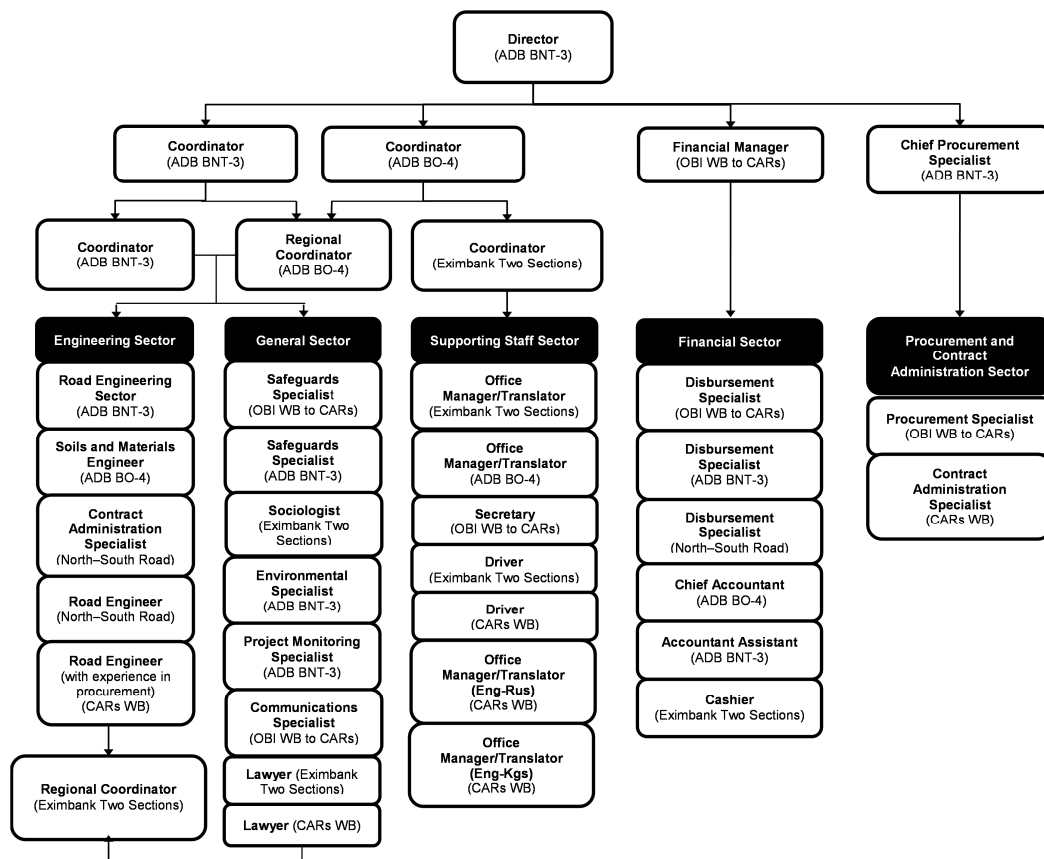 Director
(ADB BNT-3)
Coordinator
(ADB BNT-3)
Coordinator
(ADB BO-4)
Financial Manager
(OBI WB to CARs)
Chief Procurement
Specialist
(ADB BNT-3)
Coordinator
(ADB BNT-3)
Regional
Coordinator
(ADB BO-4)
Coordinator
(Eximbank Two Sections)
Engineering Sector
Road Engineering
Sector
(ADB BNT-3)
Soils and Materials
Engineer
(ADB BO-4)
Contract
Administration
Specialist
(North–South Road)
Road Engineer
(North–South Road)
Road Engineer
(with experience in
procurement)
(CARs WB)
Regional Coordinator
(Eximbank Two Sections)
General Sector
Safeguards
Specialist
(OBI WB to CARs)
Safeguards
Specialist
(ADB BNT-3)
Sociologist
(Eximbank Two
Sections)
Environmental
Specialist
(ADB BNT-3)
Project Monitoring
Specialist
(ADB BNT-3)
Communications
Specialist
(OBI WB to CARs)
Lawyer (Eximbank
Two Sections)
Lawyer (CARs WB)
Supporting Staff Sector
Office
Manager/Translator
(Eximbank Two Sections)
Office
Manager/Translator
(ADB BO-4)
Secretary
(OBI WB to CARs)
Driver
(Eximbank Two Sections)
Driver
(CARs WB)
Office
Manager/Translator
(Eng-Rus)
(CARs WB)
Office
Manager/Translator
(Eng-Kgs)
(CARs WB)
Financial Sector
Disbursement
Specialist
(OBI WB to CARs)
Disbursement
Specialist
(ADB BNT-3)
Disbursement
Specialist
(North–South Road)
Chief Accountant
(ADB BO-4)
Accountant Assistant
(ADB BNT-3)
Cashier
(Eximbank Two Sections)
Procurement and
Contract
Administration Sector
Procurement Specialist
(OBI WB to CARs)
Contract
Administration
Specialist
(CARs WB)